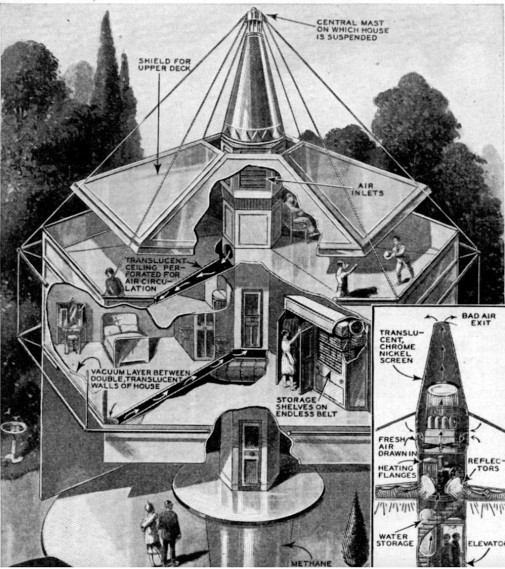 CENTRAL MAST
ON WHICH HOUSE
IS SUSPENDED
SHIELD FOR
UPPER DECK
AIR
INLETS
TRANSLUCENT
CEILING PER-
FORATED FOR
AIR CIRCU-
LATION
VACUUM LAYER BETWEEN
DOUBLE, TRANSLUCENT
WALLS OF HOUSE
STORAGE
SHELVES ON
ENDLESS BELT
METHANE
BAD AIR
EXIT
TRANSLU-
CENT,
CHROME
NICKEL
SCREEN
FRESH
AIR
DRAWN IN
HEATING
FLANGES
REFLEC-
TORS
WATER
STORAGE
ELEVATO